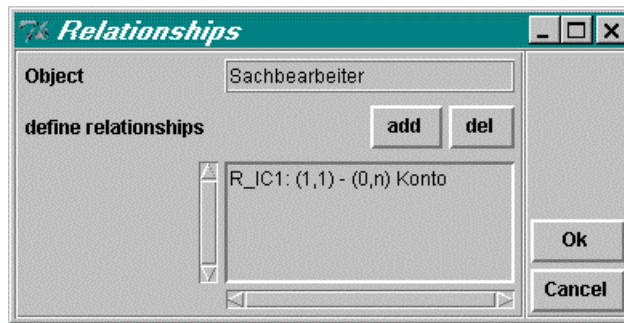 Relationships
Object
Sachbearbeiter
define relationships
add
del
R_IC1: (1,1) - (0,n) Konto
Ok
Cancel